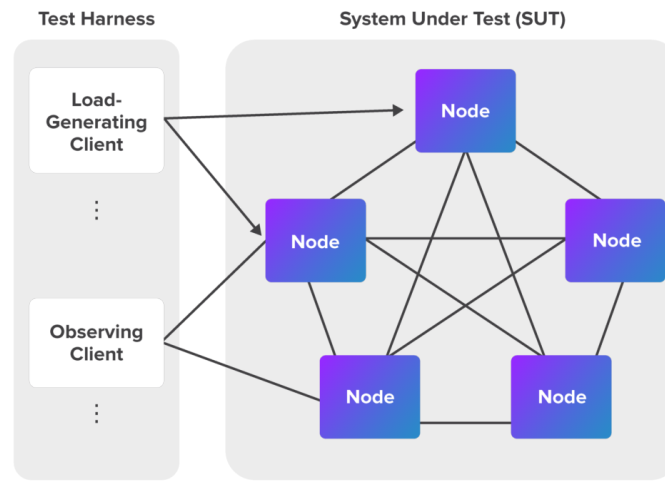 Test Harness
System Under Test (SUT)
Load-
Generating
Client
⋮
Observing
Client
⋮
Node
Node
Node
Node
Node